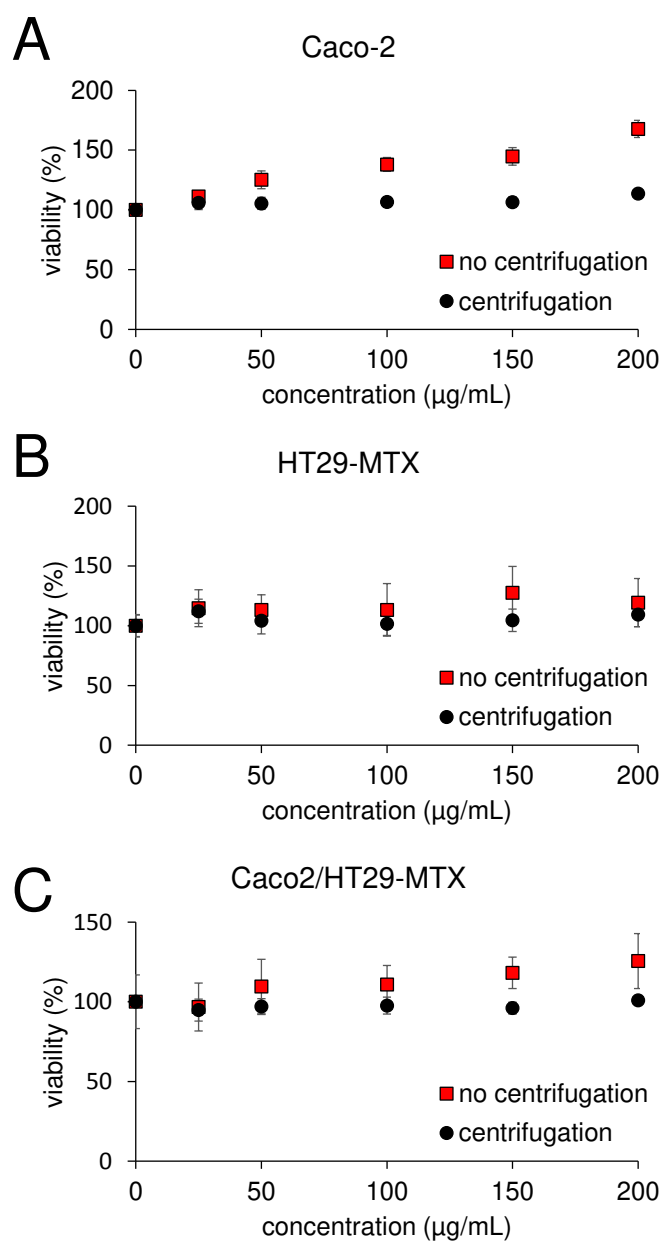 A
Caco-2
200
150
100
50
0
viability (%)
no centrifugation
centrifugation
0 50 100 150 200
concentration (µg/mL)
B
HT29-MTX
200
150
100
50
0
viability (%)
no centrifugation
centrifugation
0 50 100 150 200
concentration (µg/mL)
C
Caco2/HT29-MTX
150
100
50
0
viability (%)
no centrifugation
centrifugation
0 50 100 150 200
concentration (µg/mL)